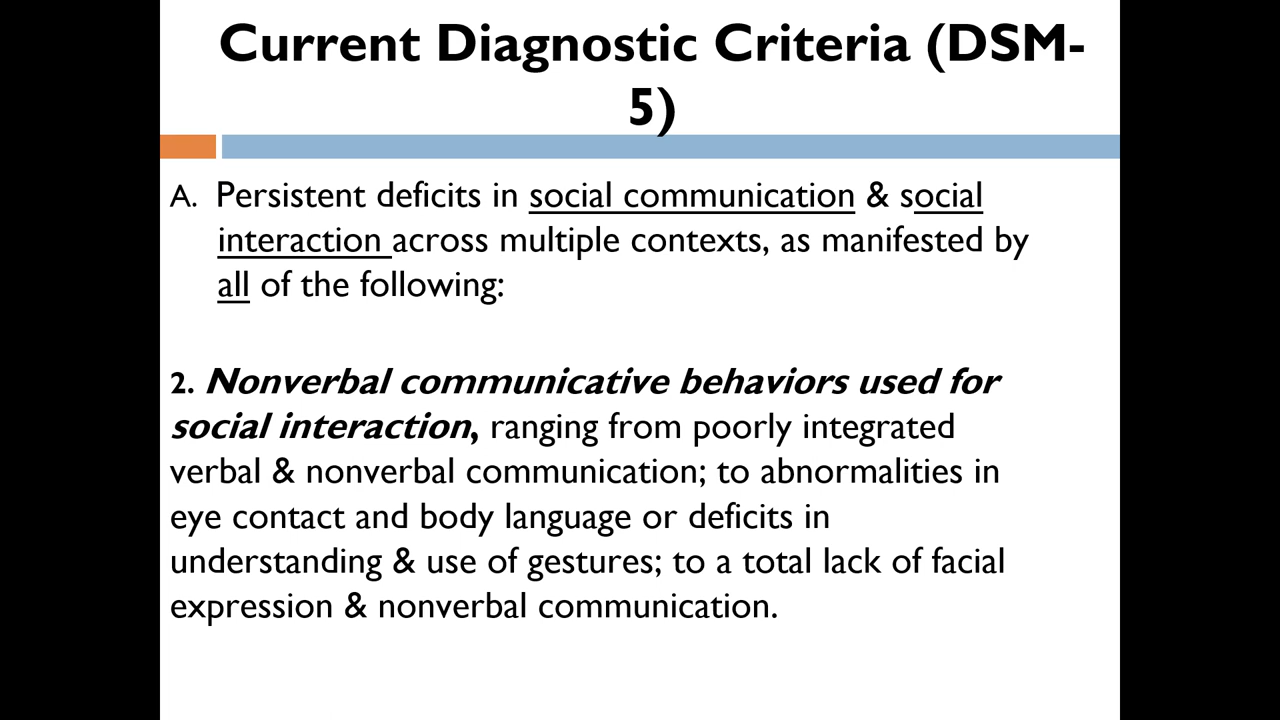 Current Diagnostic Criteria (DSM-
5)
A. Persistent deficits in social communication & social
interaction across multiple contexts, as manifested by
all of the following:
2. Nonverbal communicative behaviors used for
social interaction, ranging from poorly integrated
verbal & nonverbal communication; to abnormalities in
eye contact and body language or deficits in
understanding & use of gestures; to a total lack of facial
expression & nonverbal communication.